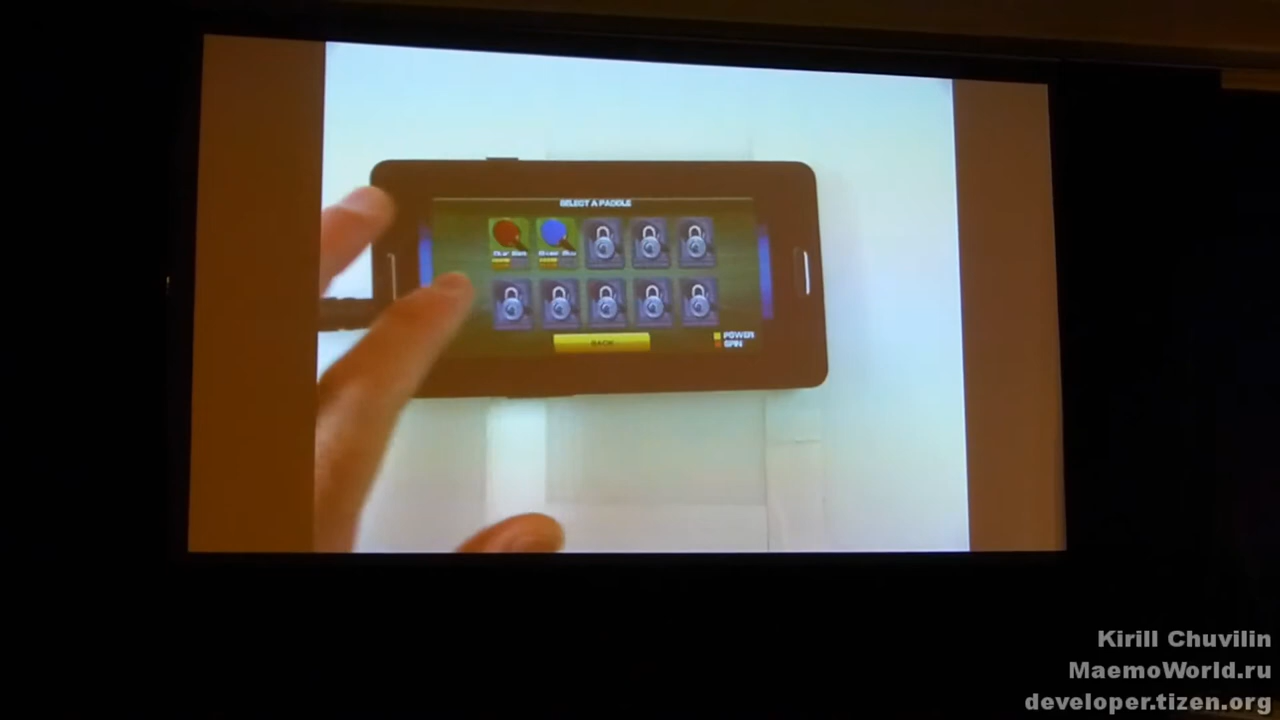 SELECT A PADDLE
BACK
POWER
SPIN
Kirill Chuvilin
MaemoWorld.ru
developer.tizen.org